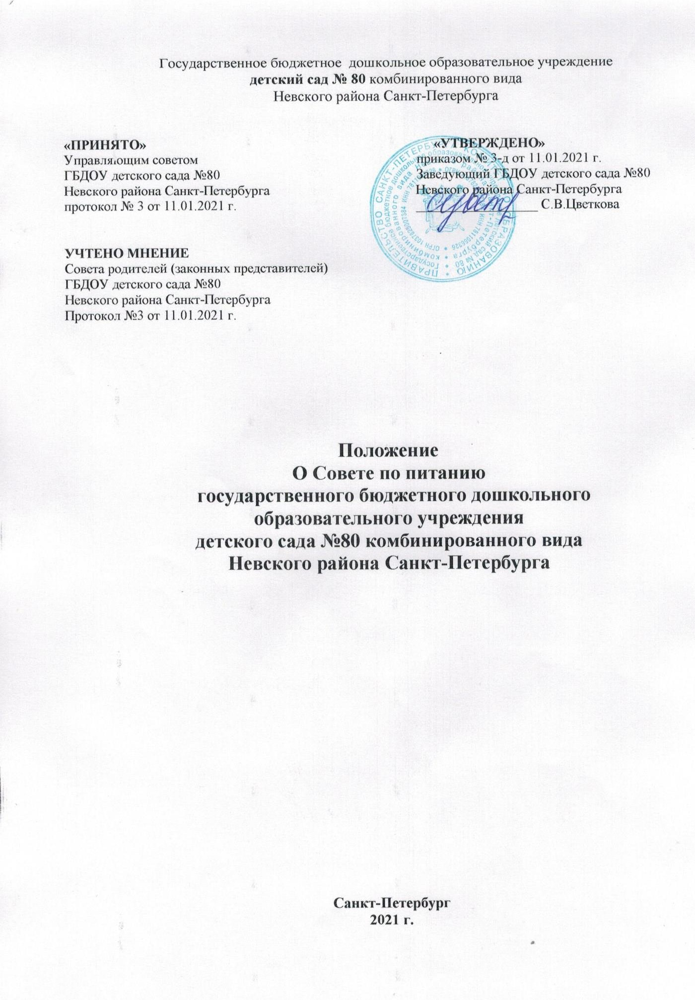 Государственное бюджетное дошкольное образовательное учреждение
детский сад № 80 комбинированного вида
Невского района Санкт-Петербурга
«ПРИНЯТО»
Управляющим советом
ГБДОУ детского сада №80
Невского района Санкт-Петербурга
протокол № 3 от 11.01.2021 г.
«УТВЕРЖДЕНО»
приказом № 3-д от 11.01.2021 г.
Заведующий ГБДОУ детского сада №80
Невского района Санкт-Петербурга
С.В.Цветкова
УЧТЕНО МНЕНИЕ
Совета родителей (законных представителей)
ГБДОУ детского сада №80
Невского района Санкт-Петербурга
Протокол №3 от 11.01.2021 г.
Положение
О Совете по питанию
государственного бюджетного дошкольного
образовательного учреждения
детского сада №80 комбинированного вида
Невского района Санкт-Петербурга
Санкт-Петербург
2021 г.